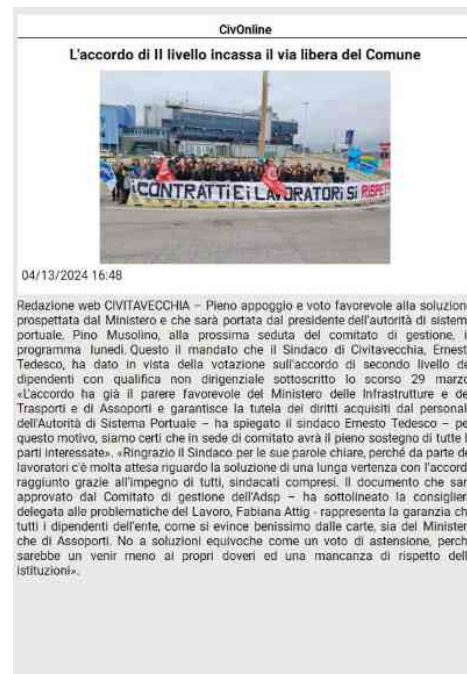 CivOnline
L'accordo di II livello incassa il via libera del Comune
i CONTRATTI E i LAVORATORI SI RISPET
04/13/2024 16:48
Redazione web CIVITAVECCHIA – Pieno appoggio e voto favorevole alla soluzion
prospettata dal Ministero e che sarà portata dal presidente dell'autorità di sistem
portuale, Pino Musolino, alla prossima seduta del comitato di gestione, i
programma lunedì. Questo il mandato che il Sindaco di Civitavecchia, Ernest
Tedesco, ha dato in vista della votazione sull'accordo di secondo livello de
dipendenti con qualifica non dirigenziale sottoscritto lo scorso 29 marz
«L'accordo ha già il parere favorevole del Ministero delle Infrastrutture e de
Trasporti e di Assoporti e garantisce la tutela dei diritti acquisiti dal personal
dell'Autorità di Sistema Portuale – ha spiegato il sindaco Ernesto Tedesco – pe
questo motivo, siamo certi che in sede di comitato avrà il pieno sostegno di tutte l
parti interessate». «Ringrazio il Sindaco per le sue parole chiare, perché da parte de
lavoratori c'è molta attesa riguardo la soluzione di una lunga vertenza con l'accord
raggiunto grazie all'impegno di tutti, sindacati compresi. Il documento che sar
approvato dal Comitato di gestione dell'Adsp – ha sottolineato la consiglier
delegata alle problematiche del Lavoro, Fabiana Attig - rappresenta la garanzia ch
tutti i dipendenti dell'ente, come si evince benissimo dalle carte, sia del Minister
che di Assoporti. No a soluzioni equivoche come un voto di astensione, perch
sarebbe un venir meno ai propri doveri ed una mancanza di rispetto dell
istituzioni».